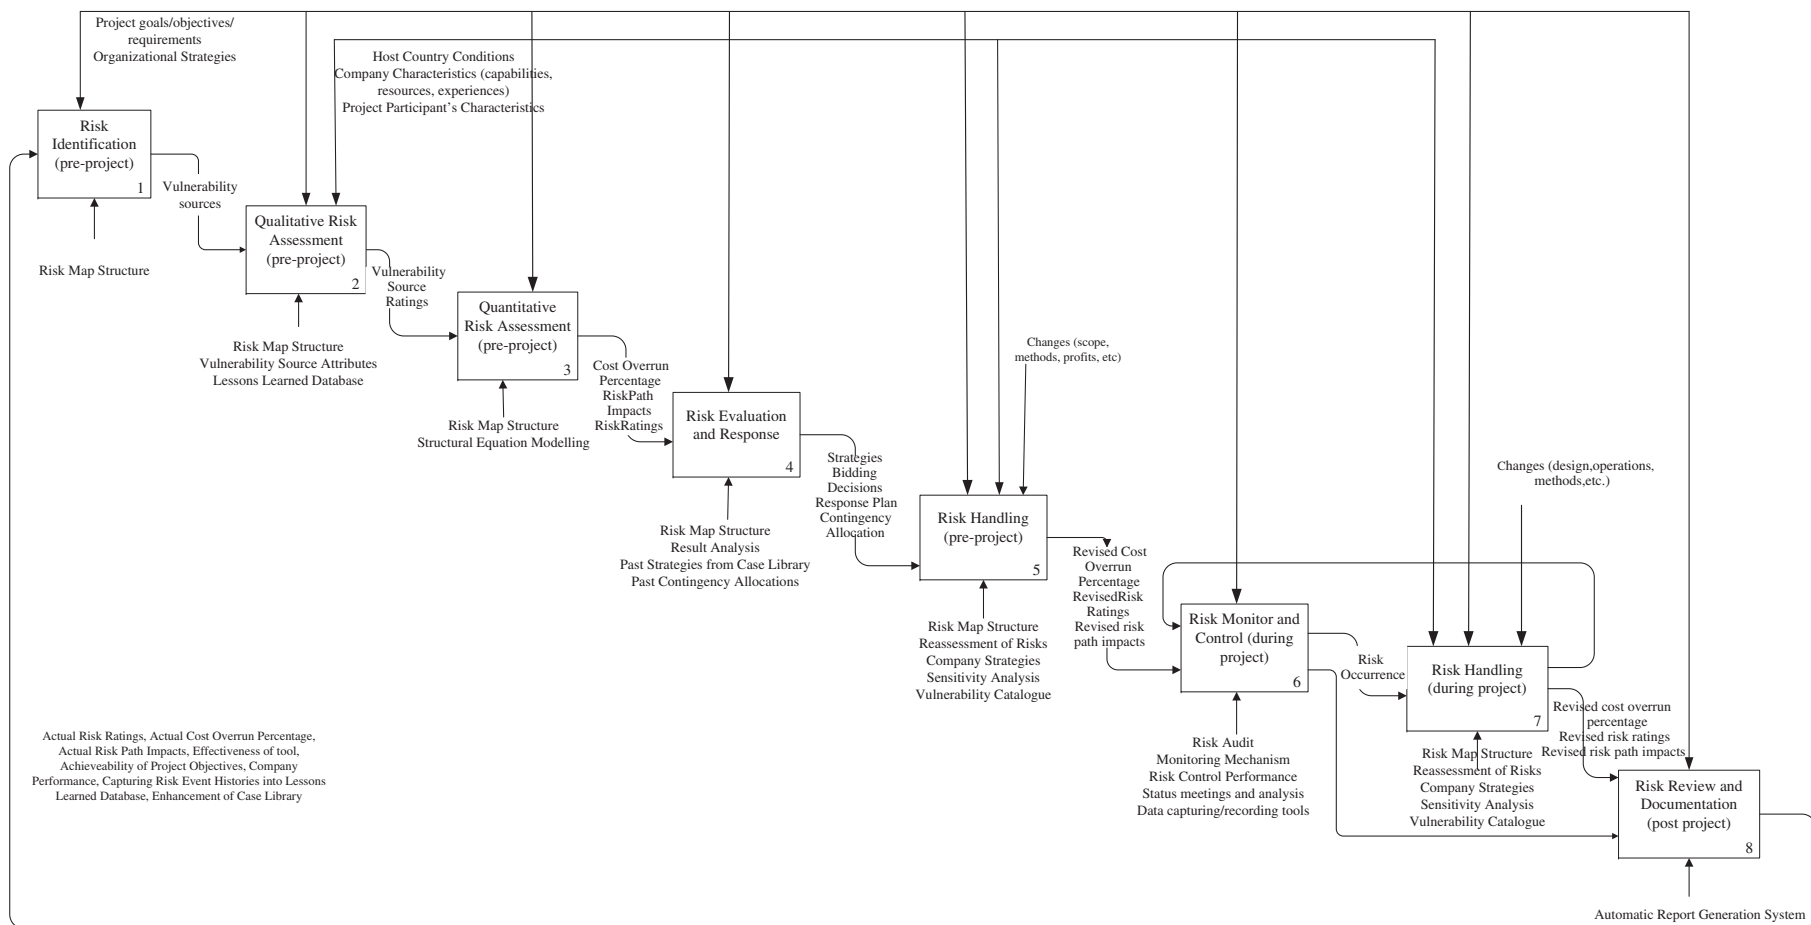 Project goals/objectives/
requirements
Organizational Strategies
Host Country Conditions
Company Characteristics (capabilities,
resources, experiences)
Project Participant's Characteristics
Risk
Identification
(pre-project)
1
Vulnerability
sources
Risk Map Structure
Qualitative Risk
Assessment
(pre-project)
2
Vulnerability
Source
Ratings
Risk Map Structure
Vulnerability Source Attributes
Lessons Learned Database
Quantitative
Risk Assessment
(pre-project)
3
Cost Overrun
Percentage
RiskPath
Impacts
RiskRatings
Risk Map Structure
Structural Equation Modelling
Risk Evaluation
and Response
4
Strategies
Bidding
Decisions
Response Plan
Contingency
Allocation
Risk Map Structure
Result Analysis
Past Strategies from Case Library
Past Contingency Allocations
Changes (scope,
methods, profits, etc)
Risk Handling
(pre-project)
5
Revised Cost
Overrun
Percentage
RevisedRisk
Ratings
Revised risk
path impacts
Risk Map Structure
Reassessment of Risks
Company Strategies
Sensitivity Analysis
Vulnerability Catalogue
Risk Monitor and
Control (during
project)
6
Risk
Occurrence
Risk Audit
Monitoring Mechanism
Risk Control Performance
Status meetings and analysis
Data capturing/recording tools
Changes (design,operations,
methods,etc.)
Risk Handling
(during project)
7
Revised cost overrun
percentage
Revised risk ratings
Revised risk path impacts
Risk Map Structure
Reassessment of Risks
Company Strategies
Sensitivity Analysis
Vulnerability Catalogue
Risk Review and
Documentation
(post project)
8
Automatic Report Generation System
Actual Risk Ratings, Actual Cost Overrun Percentage,
Actual Risk Path Impacts, Effectiveness of tool,
Achieveability of Project Objectives, Company
Performance, Capturing Risk Event Histories into Lessons
Learned Database, Enhancement of Case Library